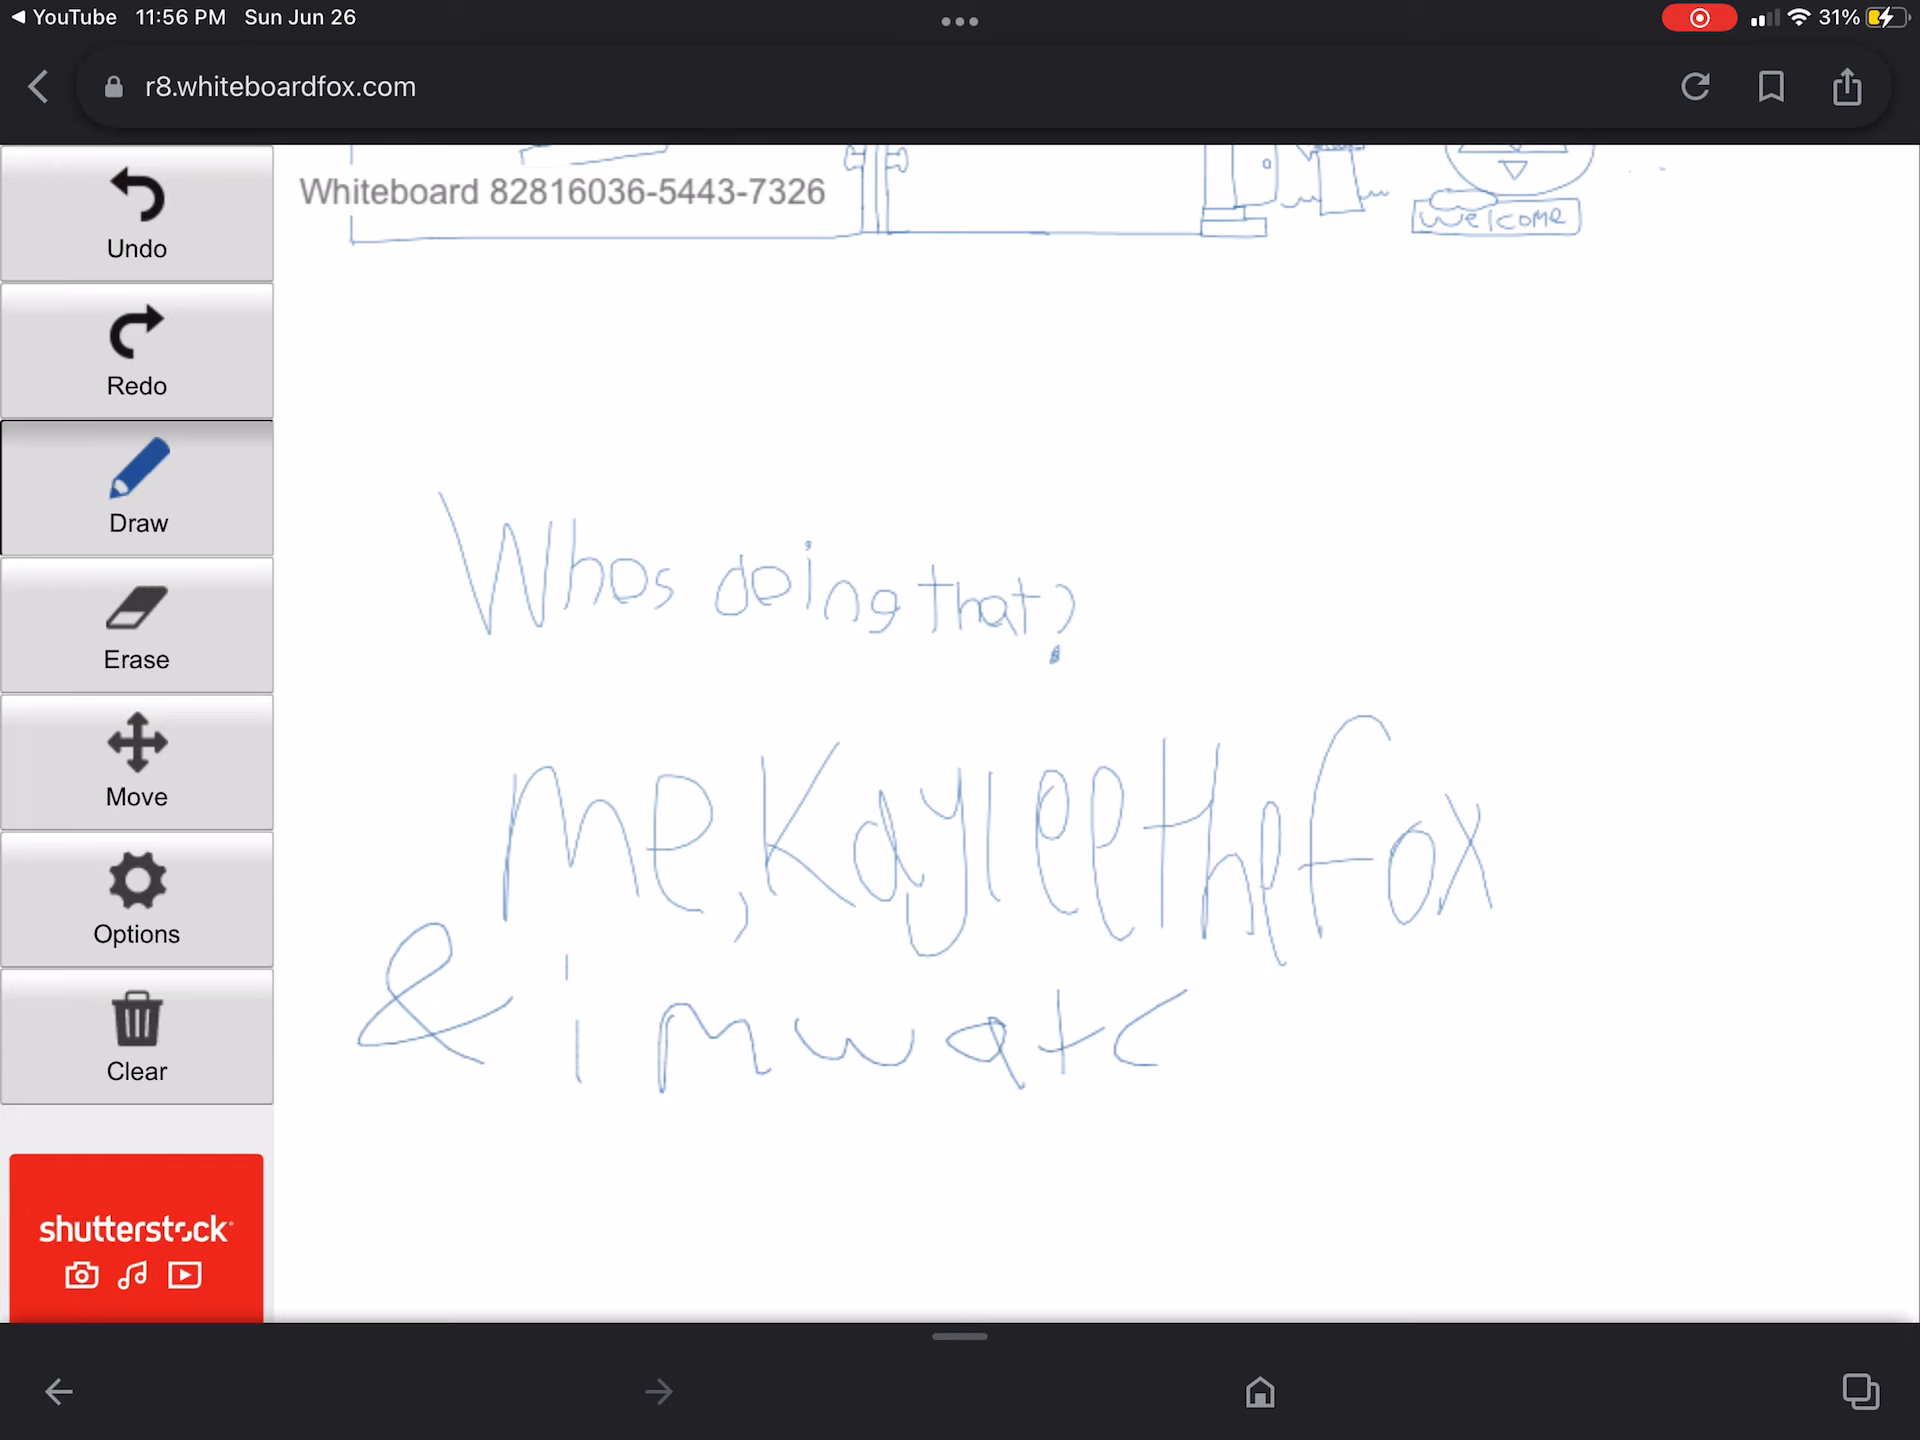 YouTube 11:56 PM Sun Jun 26
31%
r8.whiteboardfox.com
Undo
Redo
Draw
Erase
Move
Options
Clear
shutterstock
Whiteboard 82816036-5443-7326
welcome
Whos doing that?
me, Kayleethefox
& im watc